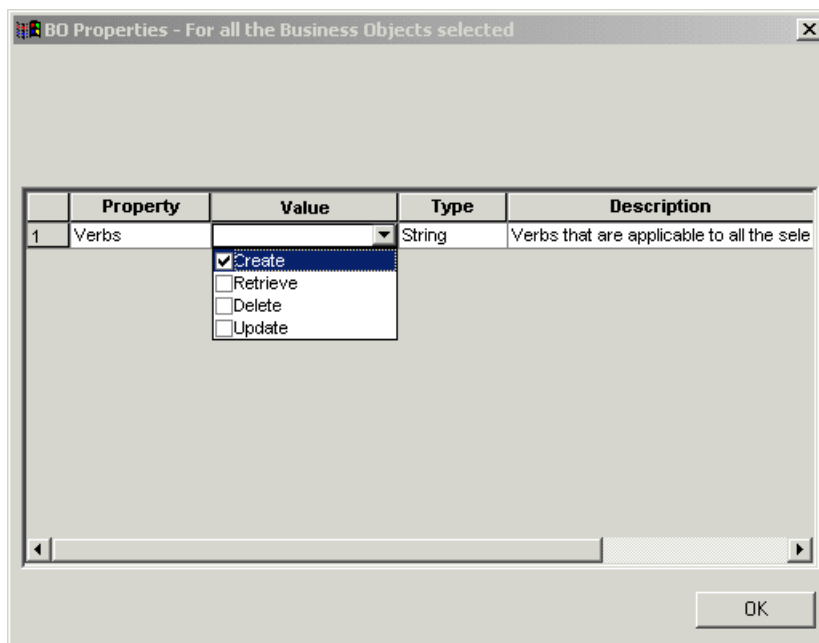 BO Properties - For all the Business Objects selected
Property Value Type Description
1 Verbs String Verbs that are applicable to all the sele
Create
Retrieve
Delete
Update
OK